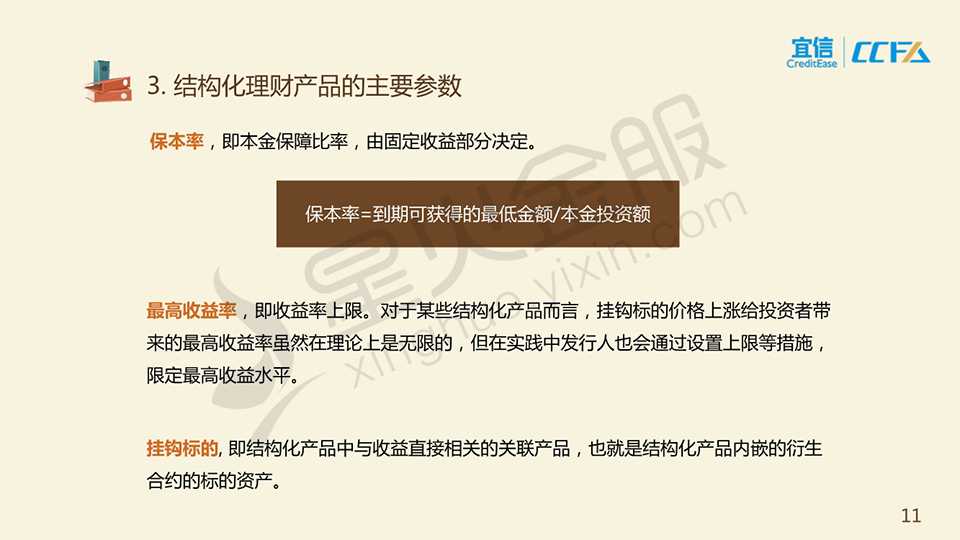 宜信
CreditEase
CCFA
3. 结构化理财产品的主要参数
保本率，即本金保障比率，由固定收益部分决定。
保本率=到期可获得的最低金额/本金投资额
最高收益率，即收益率上限。对于某些结构化产品而言，挂钩标的价格上涨给投资者带
来的最高收益率虽然在理论上是无限的，但在实践中发行人也会通过设置上限等措施，
限定最高收益水平。
挂钩标的, 即结构化产品中与收益直接相关的关联产品，也就是结构化产品内嵌的衍生
合约的标的资产。
星火金服
xinghuo.yixin.com
11